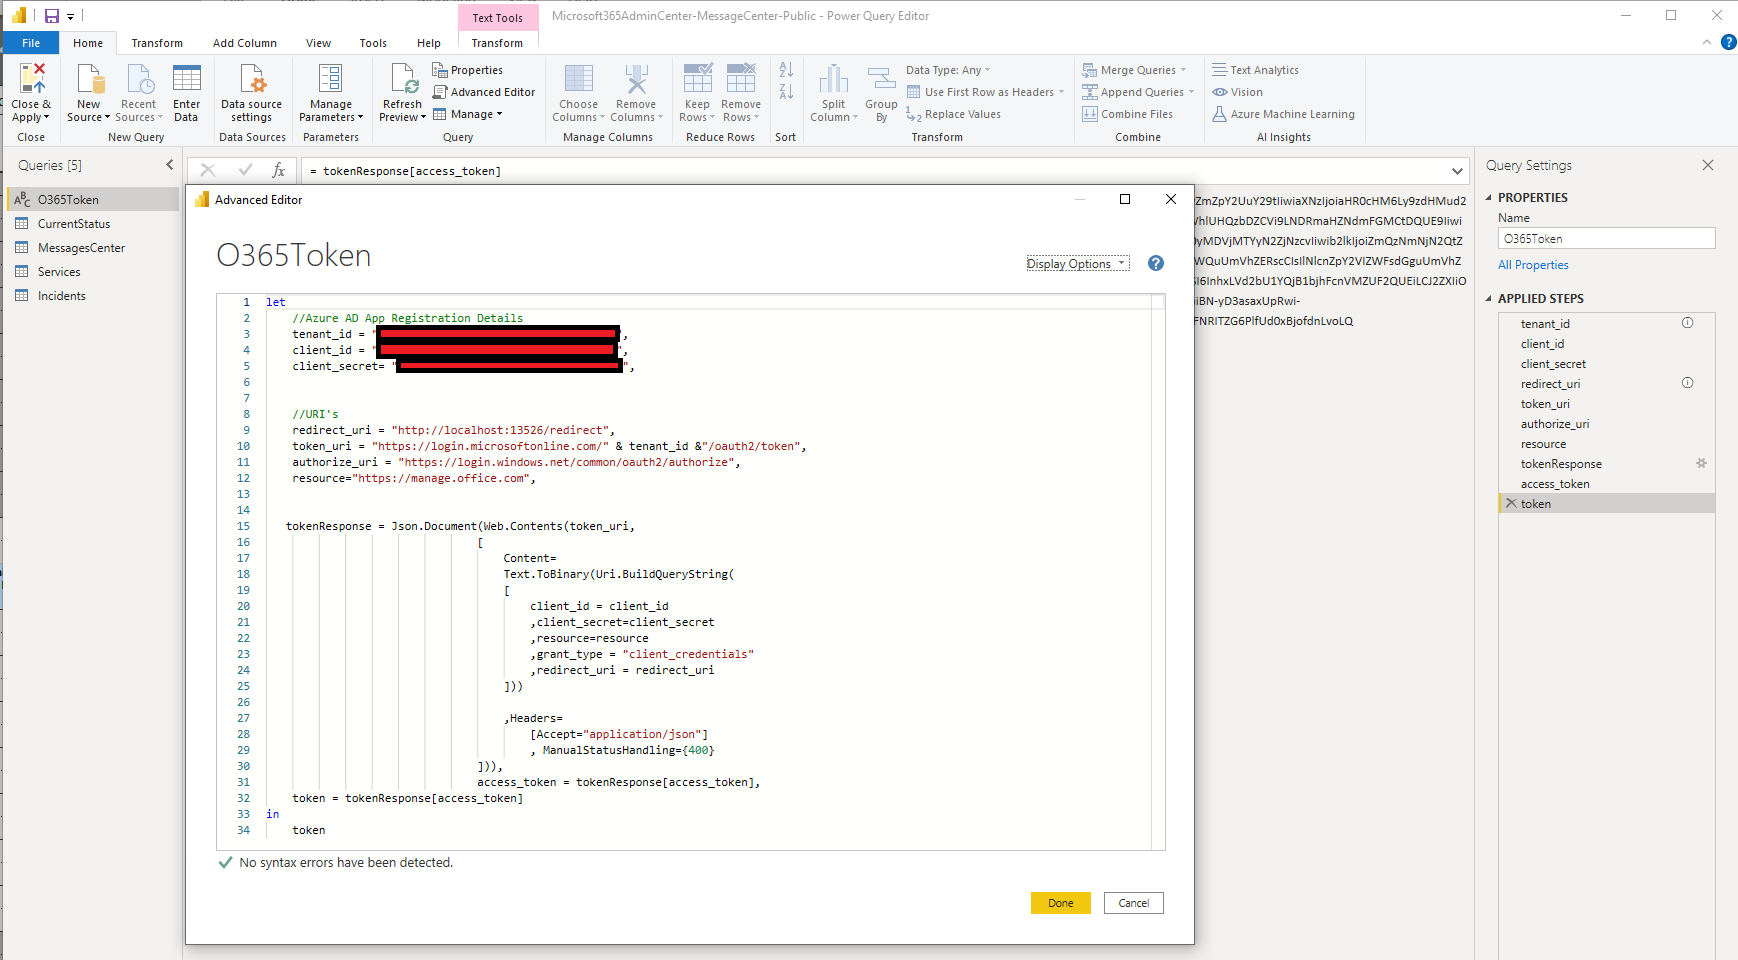 Text Tools
Microsoft365AdminCenter-MessageCenter-Public - Power Query Editor
File Home Transform Add Column View Tools Help Transform
Close & Apply
New Source
Recent Sources
Enter Data
Data source settings
Manage Parameters
Refresh Preview
Properties
Advanced Editor
Manage
Choose Columns
Remove Columns
Keep Rows
Remove Rows
Split Column
Group By
Data Type: Any
Use First Row as Headers
Replace Values
Merge Queries
Append Queries
Combine Files
Text Analytics
Vision
Azure Machine Learning
Close New Query Data Sources Parameters Query Manage Columns Reduce Rows Sort Transform Combine AI Insights
Queries [5]
O365Token
CurrentStatus
MessagesCenter
Services
Incidents
fx = tokenResponse[access_token]
Advanced Editor
O365Token
Display Options
1 let
2 //Azure AD App Registration Details
3 tenant_id = "",
4 client_id = "",
5 client_secret= "",
6
7
8 //URI's
9 redirect_uri = "http://localhost:13526/redirect",
10 token_uri = "https://login.microsoftonline.com/" & tenant_id &"/oauth2/token",
11 authorize_uri = "https://login.windows.net/common/oauth2/authorize",
12 resource="https://manage.office.com",
13
14
15 tokenResponse = Json.Document(Web.Contents(token_uri,
16 [
17 Content=
18 Text.ToBinary(Uri.BuildQueryString(
19 [
20 client_id = client_id
21 ,client_secret=client_secret
22 ,resource=resource
23 ,grant_type = "client_credentials"
24 ,redirect_uri = redirect_uri
25 ]))
26
27 ,Headers=
28 [Accept="application/json"]
29 , ManualStatusHandling={400}
30 ])),
31 access_token = tokenResponse[access_token],
32 token = tokenResponse[access_token]
33 in
34 token
No syntax errors have been detected.
Done
Cancel
Query Settings
PROPERTIES
Name
O365Token
All Properties
APPLIED STEPS
tenant_id
client_id
client_secret
redirect_uri
token_uri
authorize_uri
resource
tokenResponse
access_token
token